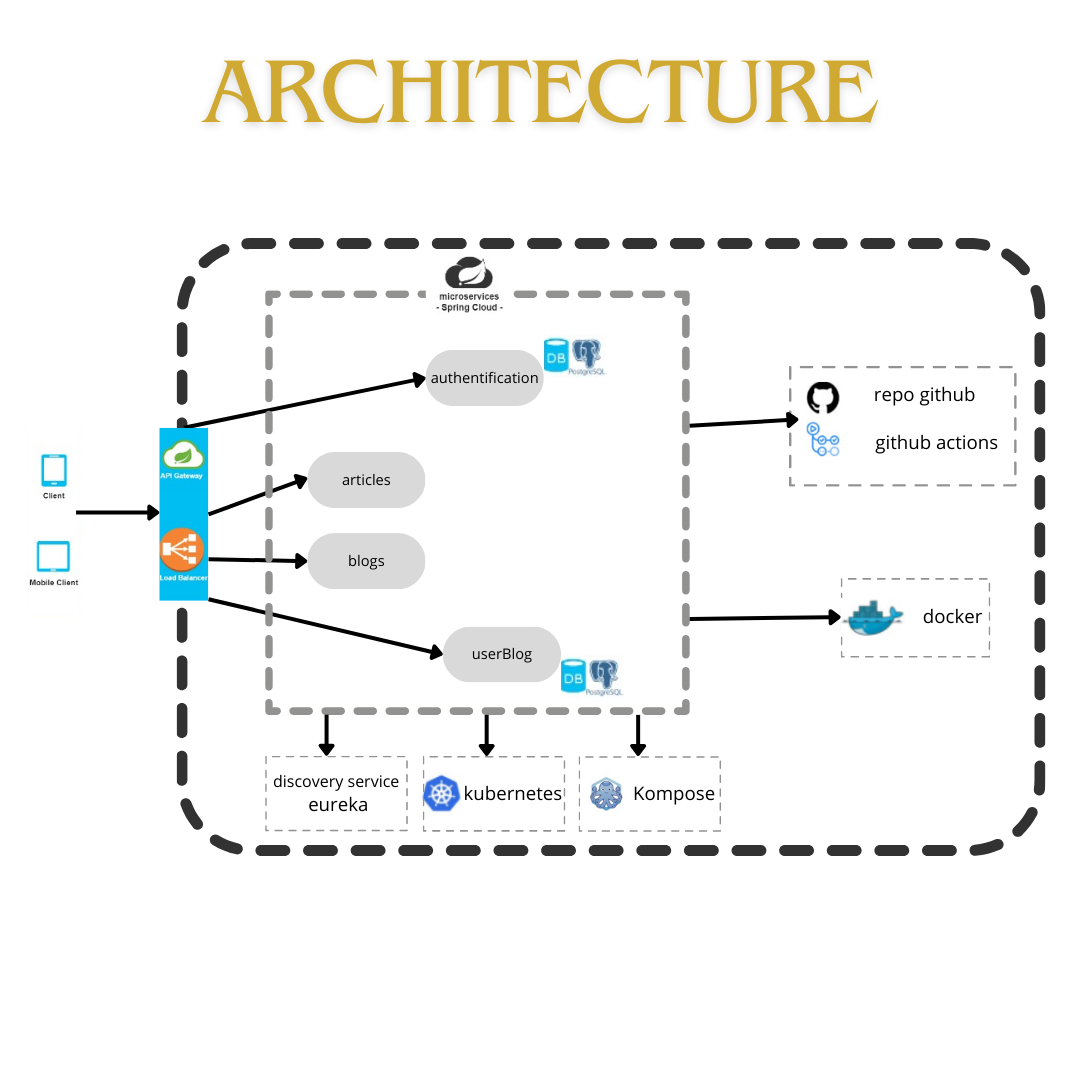 ARCHITECTURE
microservices
- Spring Cloud -
authentification
DB
PostgreSQL
repo github
github actions
API Gateway
Client
articles
Load Balancer
Mobile Client
blogs
docker
userBlog
DB
PostgreSQL
discovery service
eureka
kubernetes
Kompose